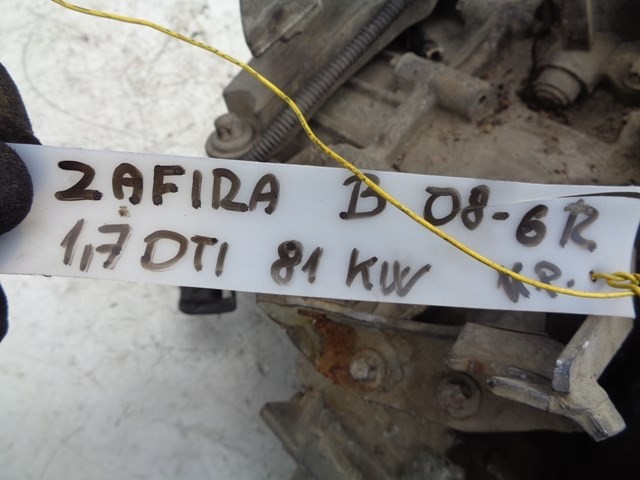 ZAFIRA B 08-6R
1,7 DTI 81 KW